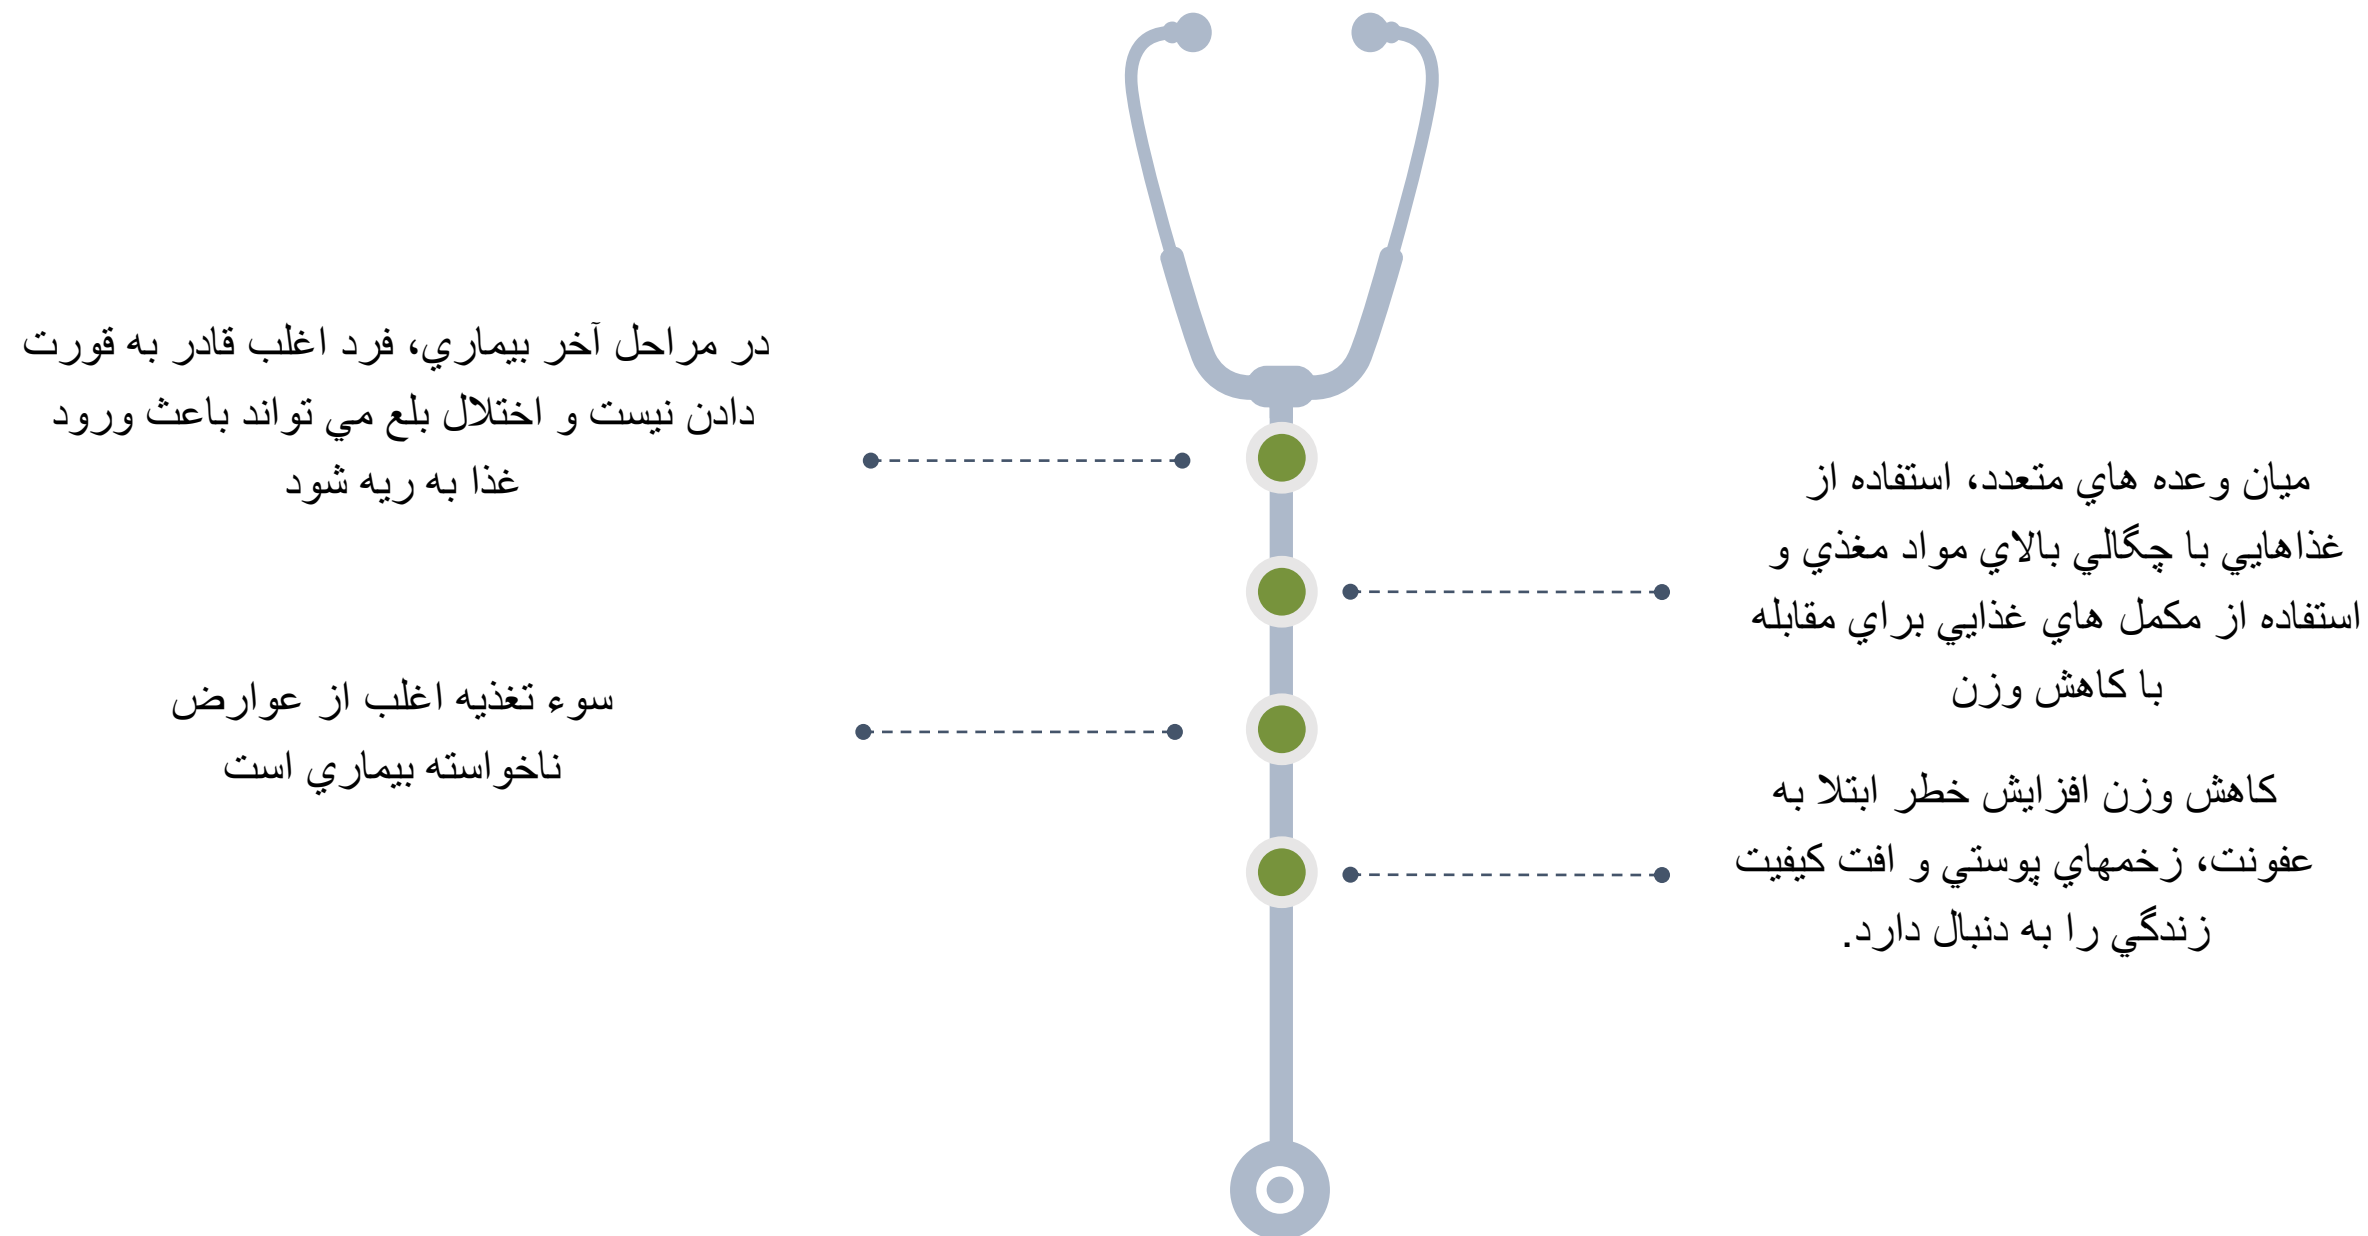 در مراحل آخر بيماري، فرد اغلب قادر به قورت
دادن نيست و اختلال بلع مي تواند باعث ورود
غذا به ريه شود
ميان وعده هاي متعدد، استفاده از
غذاهايي با چگالي بالاي مواد مغذي و
استفاده از مكمل هاي غذايي براي مقابله
با كاهش وزن
سوء تغذيه اغلب از عوارض
ناخواسته بيماري است
كاهش وزن افزايش خطر ابتلا به
عفونت، زخمهاي پوستي و افت كيفيت
زندگي را به دنبال دارد.